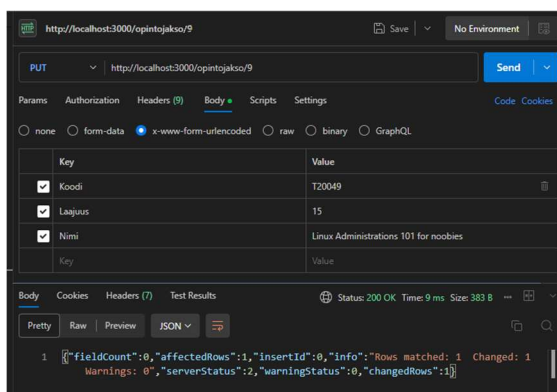 HTTP http://localhost:3000/opintojakso/9 Save No Environment
PUT http://localhost:3000/opintojakso/9 Send
Params Authorization Headers (9) Body Scripts Settings Code Cookies
none form-data x-www-form-urlencoded raw binary GraphQL
Key Value
Koodi T20049
Laajuus 15
Nimi Linux Administrations 101 for noobies
Key Value
Body Cookies Headers (7) Test Results Status: 200 OK Time: 9 ms Size: 383 B
Pretty Raw Preview JSON
1 {"fieldCount":0,"affectedRows":1,"insertId":0,"info":"Rows matched: 1 Changed: 1
Warnings: 0","serverStatus":2,"warningStatus":0,"changedRows":1}